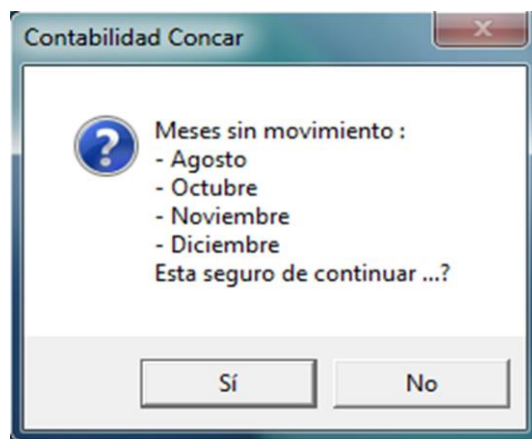 Contabilidad Concar
Meses sin movimiento :
- Agosto
- Octubre
- Noviembre
- Diciembre
Esta seguro de continuar ...?
Sí
No